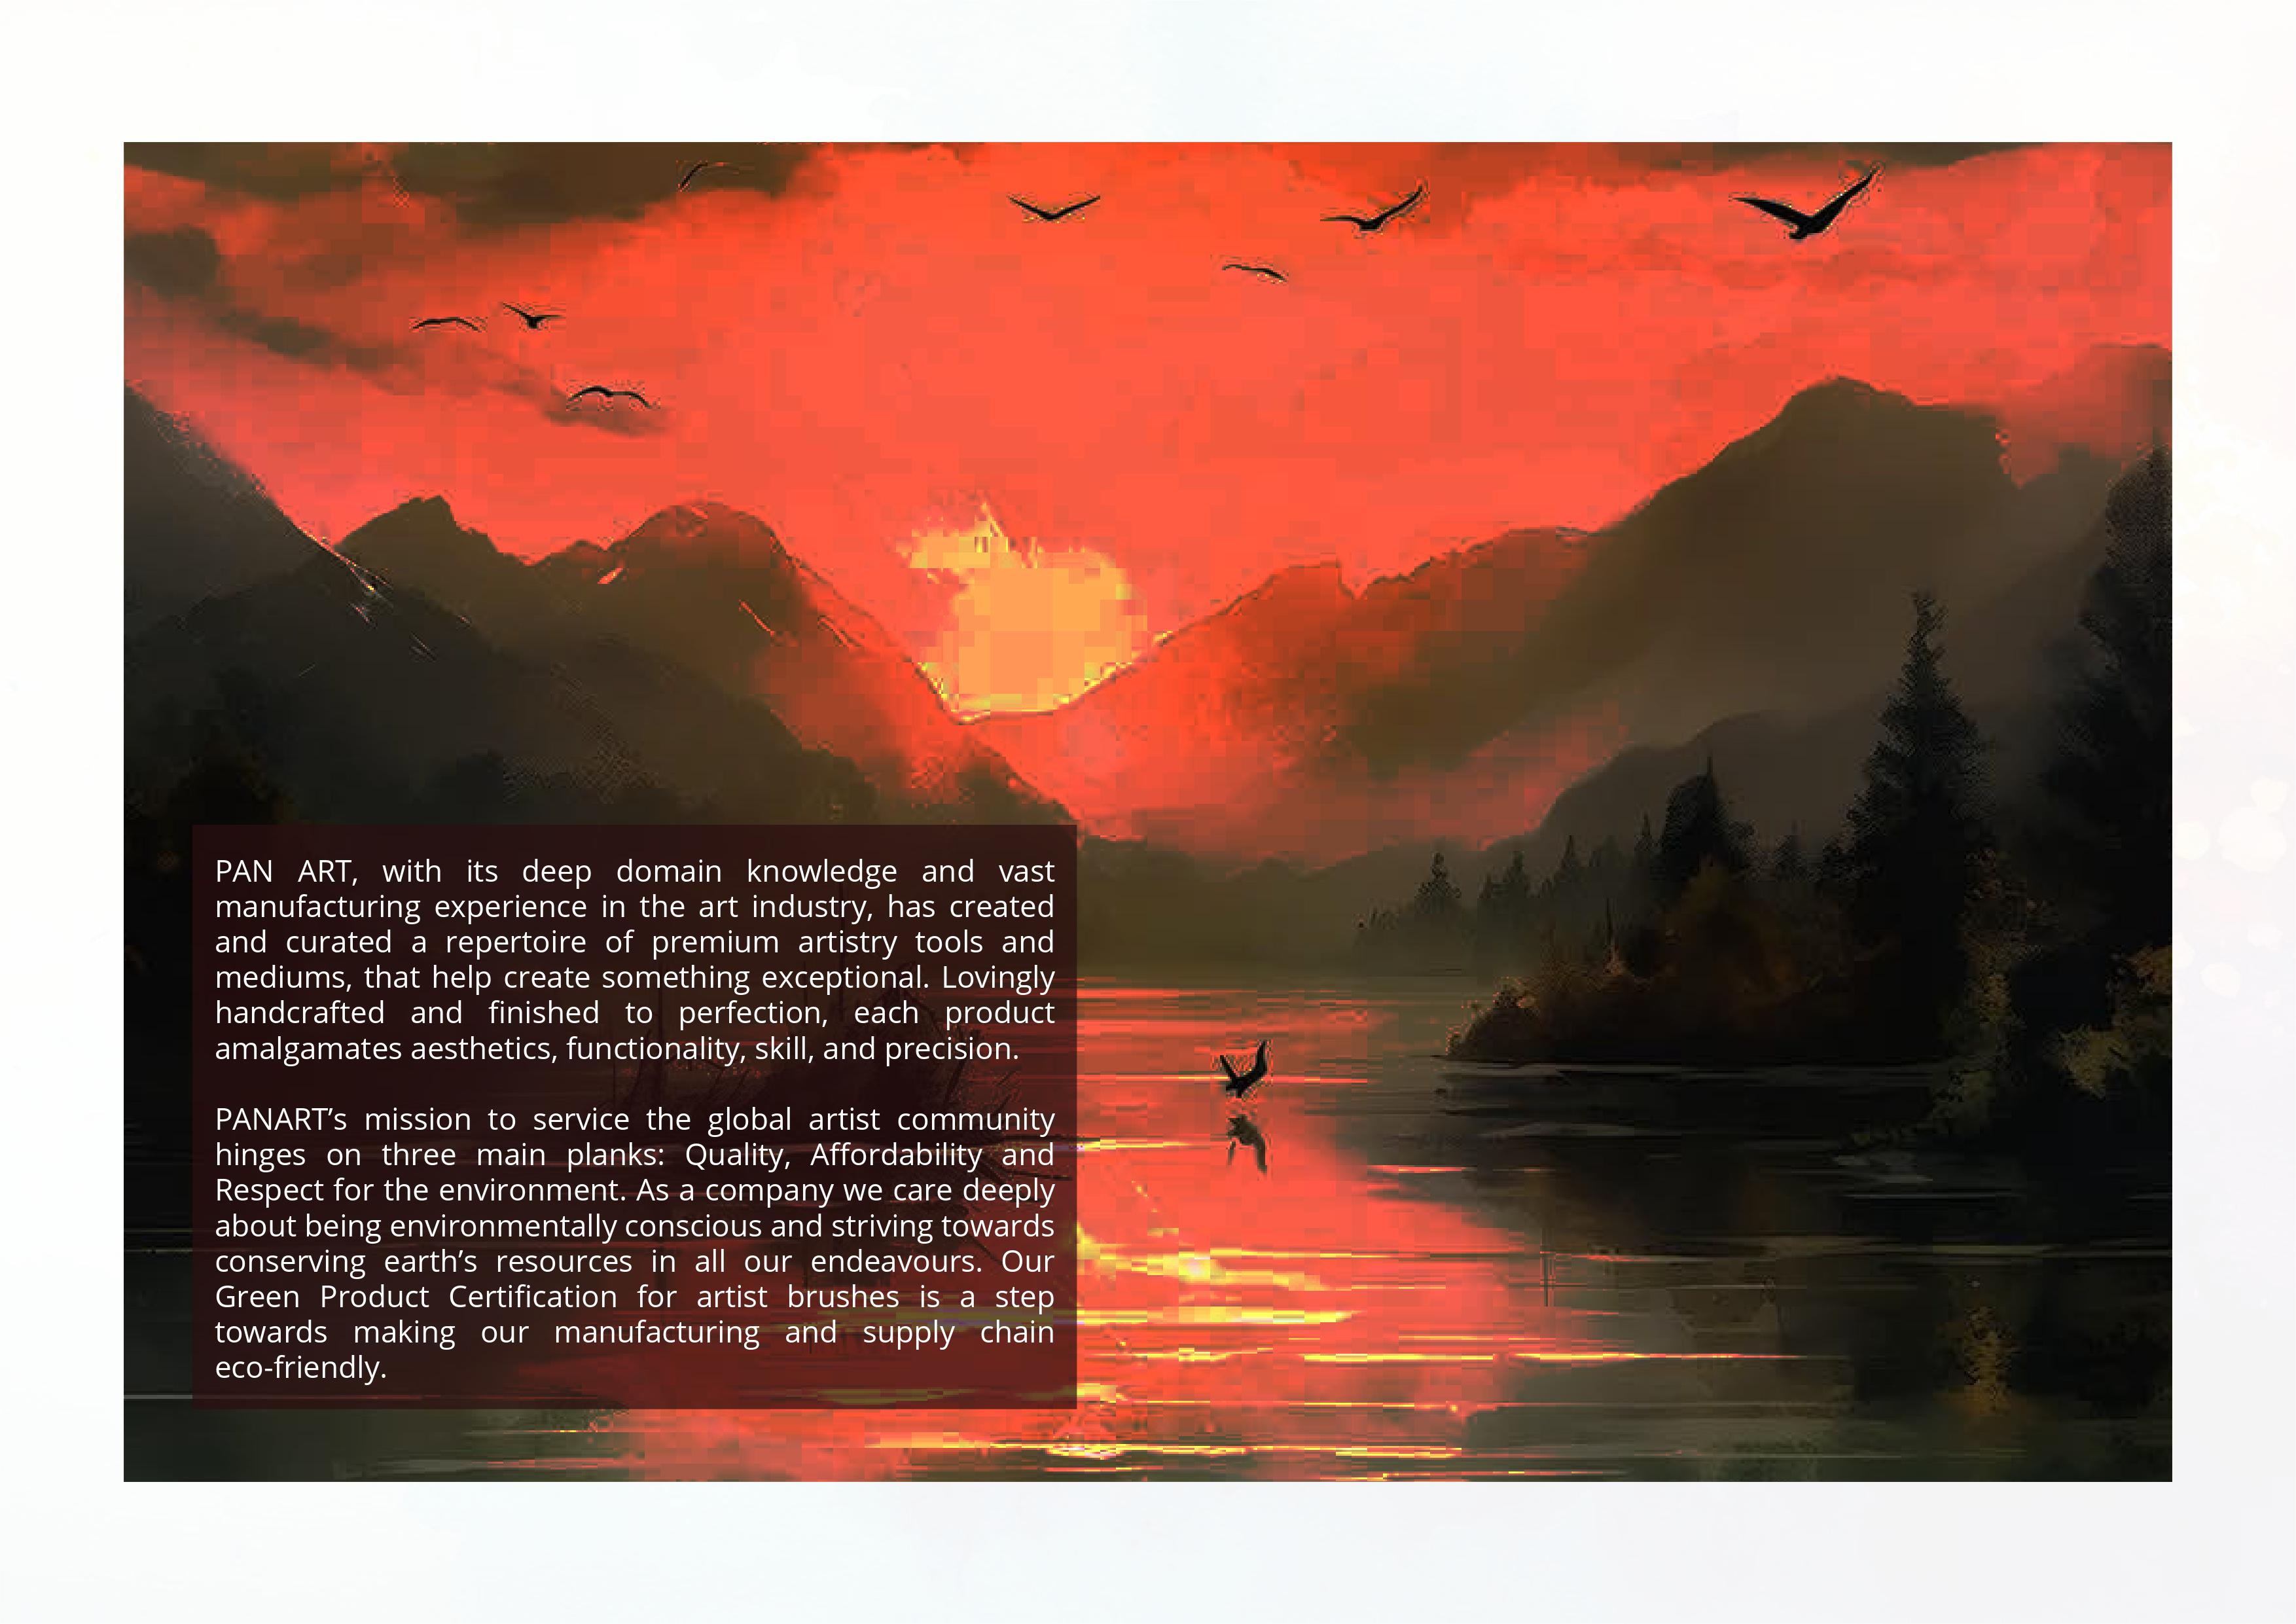 PAN ART, with its deep domain knowledge and vast
manufacturing experience in the art industry, has created
and curated a repertoire of premium artistry tools and
mediums, that help create something exceptional. Lovingly
handcrafted and finished to perfection, each product
amalgamates aesthetics, functionality, skill, and precision.
PANART’s mission to service the global artist community
hinges on three main planks: Quality, Affordability and
Respect for the environment. As a company we care deeply
about being environmentally conscious and striving towards
conserving earth’s resources in all our endeavours. Our
Green Product Certification for artist brushes is a step
towards making our manufacturing and supply chain
eco-friendly.